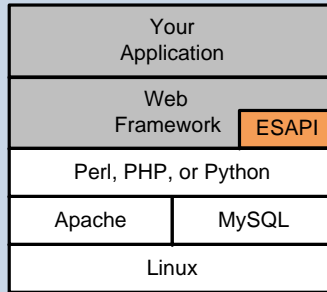 Your
Application
Web
Framework
ESAPI
Perl, PHP, or Python
Apache
MySQL
Linux